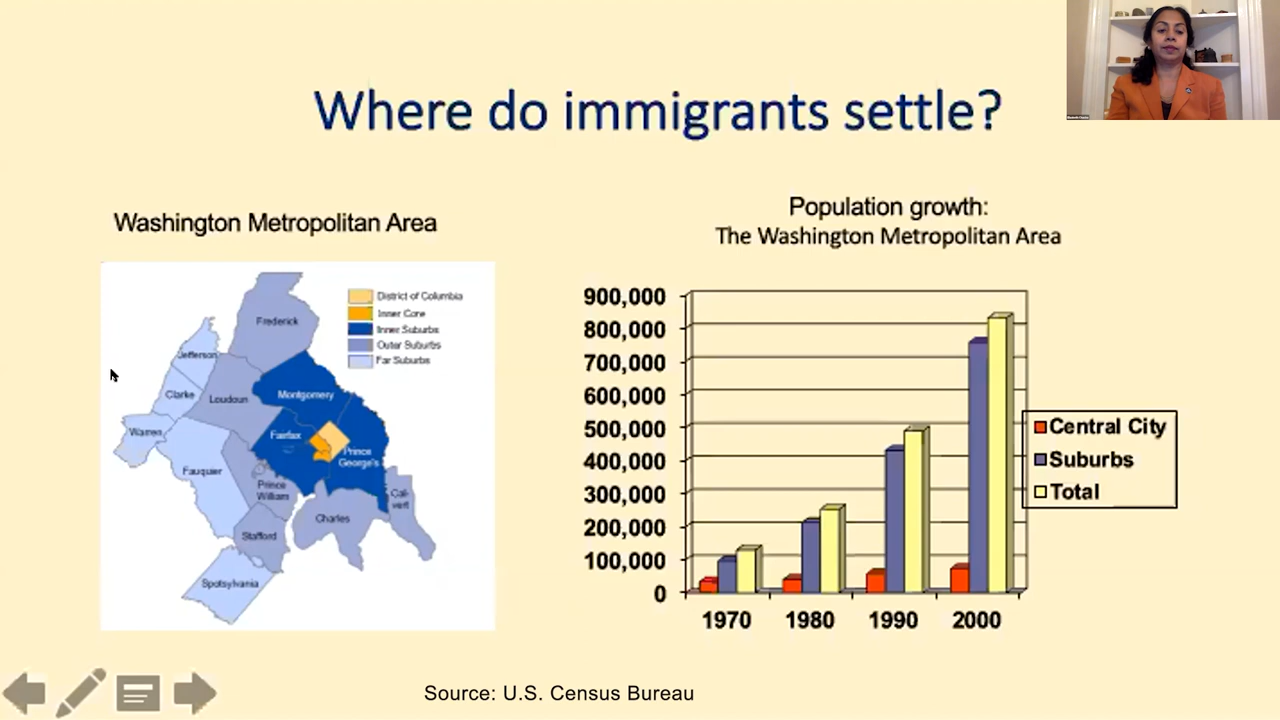 Where do immigrants settle?
Washington Metropolitan Area
District of Columbia
Inner Core
Inner Suburbs
Outer Suburbs
Far Suburbs
Frederick
Jefferson
Clarke
Loudoun
Montgomery
Warren
Fairfax
Prince
George's
Fauquier
Prince
William
Cal-
vert
Charles
Stafford
Spotsylvania
Population growth:
The Washington Metropolitan Area
900,000
800,000
700,000
600,000
500,000
400,000
300,000
200,000
100,000
0
1970
1980
1990
2000
Central City
Suburbs
Total
Source: U.S. Census Bureau